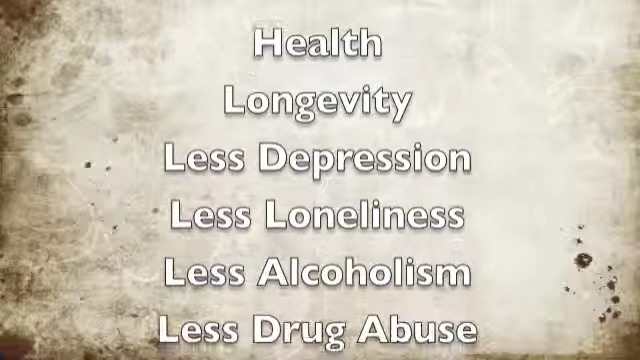 Health
Longevity
Less Depression
Less Loneliness
Less Alcoholism
Less Drug Abuse